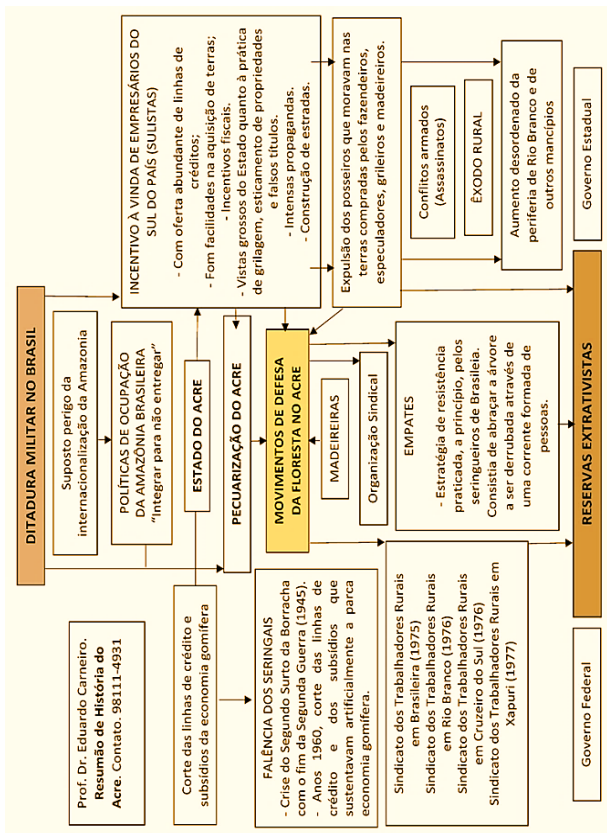 Prof. Dr. Eduardo Carneiro.
Resumão de História do
Acre. Contato. 98111-4931
DITADURA MILITAR NO BRASIL
Suposto perigo da
internacionalização da Amazonia
POLÍTICAS DE OCUPAÇÃO
DA AMAZÔNIA BRASILEIRA
“Integrar para não entregar”
INCENTIVO À VINDA DE EMPRESÁRIOS DO
SUL DO PAÍS (SULISTAS)
- Com oferta abundante de linhas de
créditos;
- Fom facilidades na aquisição de terras;
- Incentivos fiscais.
- Vistas grossos do Estado quanto à prática
de grilagem, esticamento de propriedades
e falsos títulos.
- Intensas propagandas.
- Construção de estradas.
Corte das linhas de crédito e
subsídios da economia gomífera
ESTADO DO ACRE
PECUARIZAÇÃO DO ACRE
FALÊNCIA DOS SERINGAIS
- Crise do Segundo Surto da Borracha
com o fim da Segunda Guerra (1945).
- Anos 1960, corte das linhas de
crédito e dos subsídios que
sustentavam artificialmente a parca
economia gomífera.
MOVIMENTOS DE DEFESA
DA FLORESTA NO ACRE
MADEIREIRAS
Organização Sindical
Expulsão dos posseiros que moravam nas
terras compradas pelos fazendeiros,
especuladores, grileiros e madeireiros.
Conflitos armados
(Assassinatos)
ÊXODO RURAL
Sindicato dos Trabalhadores Rurais
em Brasileira (1975)
Sindicato dos Trabalhadores Rurais
em Rio Branco (1976)
Sindicato dos Trabalhadores Rurais
em Cruzeiro do Sul (1976)
Sindicato dos Trabalhadores Rurais em
Xapuri (1977)
EMPATES
- Estratégia de resistência
praticada, a princípio, pelos
seringueiros de Brasileia.
Consistia de abraçar a árvore
a ser derrubada através de
uma corrente formada de
pessoas.
Aumento desordenado da
periferia de Rio Branco e de
outros mancípios
Governo Federal
RESERVAS EXTRATIVISTAS
Governo Estadual